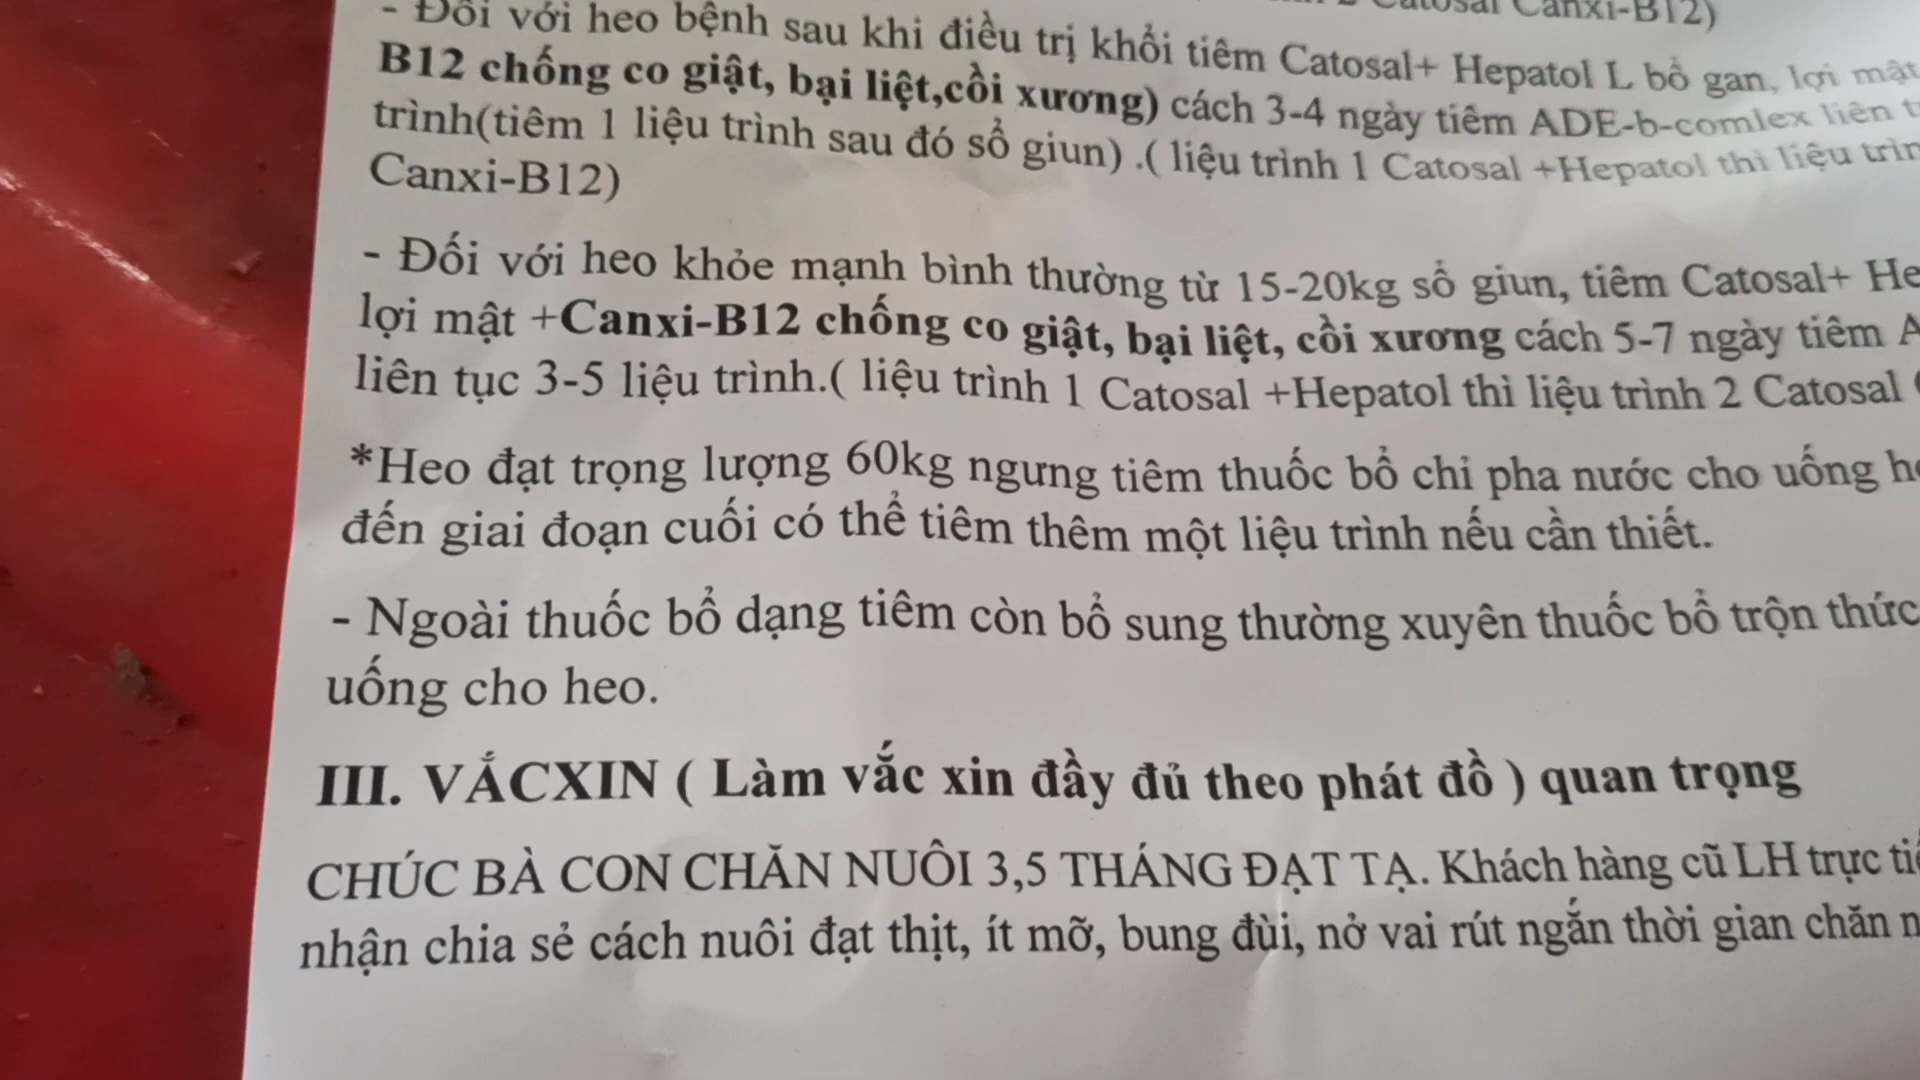 Catosal Canxi-B12)
- Đối với heo bệnh sau khi điều trị khỏi tiêm Catosal+ Hepatol L bổ gan, lợi mật
B12 chống co giật, bại liệt,cồi xương) cách 3-4 ngày tiêm ADE-b-comlex liên
trình(tiêm 1 liệu trình sau đó sổ giun) .( liệu trình 1 Catosal +Hepatol thì liệu
Canxi-B12)
- Đối với heo khỏe mạnh bình thường từ 15-20kg sổ giun, tiêm Catosal+
lợi mật +Canxi-B12 chống co giật, bại liệt, cồi xương cách 5-7 ngày tiêm
liên tục 3-5 liệu trình.( liệu trình 1 Catosal +Hepatol thì liệu trình 2 Catosal
*Heo đạt trọng lượng 60kg ngưng tiêm thuốc bổ chỉ pha nước cho uống
đến giai đoạn cuối có thể tiêm thêm một liệu trình nếu cần thiết.
- Ngoài thuốc bổ dạng tiêm còn bổ sung thường xuyên thuốc bổ trộn thức
uống cho heo.
III. VẮCXIN ( Làm vắc xin đầy đủ theo phát đồ ) quan trọng
CHÚC BÀ CON CHĂN NUÔI 3,5 THÁNG ĐẠT TẠ. Khách hàng cũ LH trực
nhận chia sẻ cách nuôi đạt thịt, ít mỡ, bung đùi, nở vai rút ngắn thời gian chăn